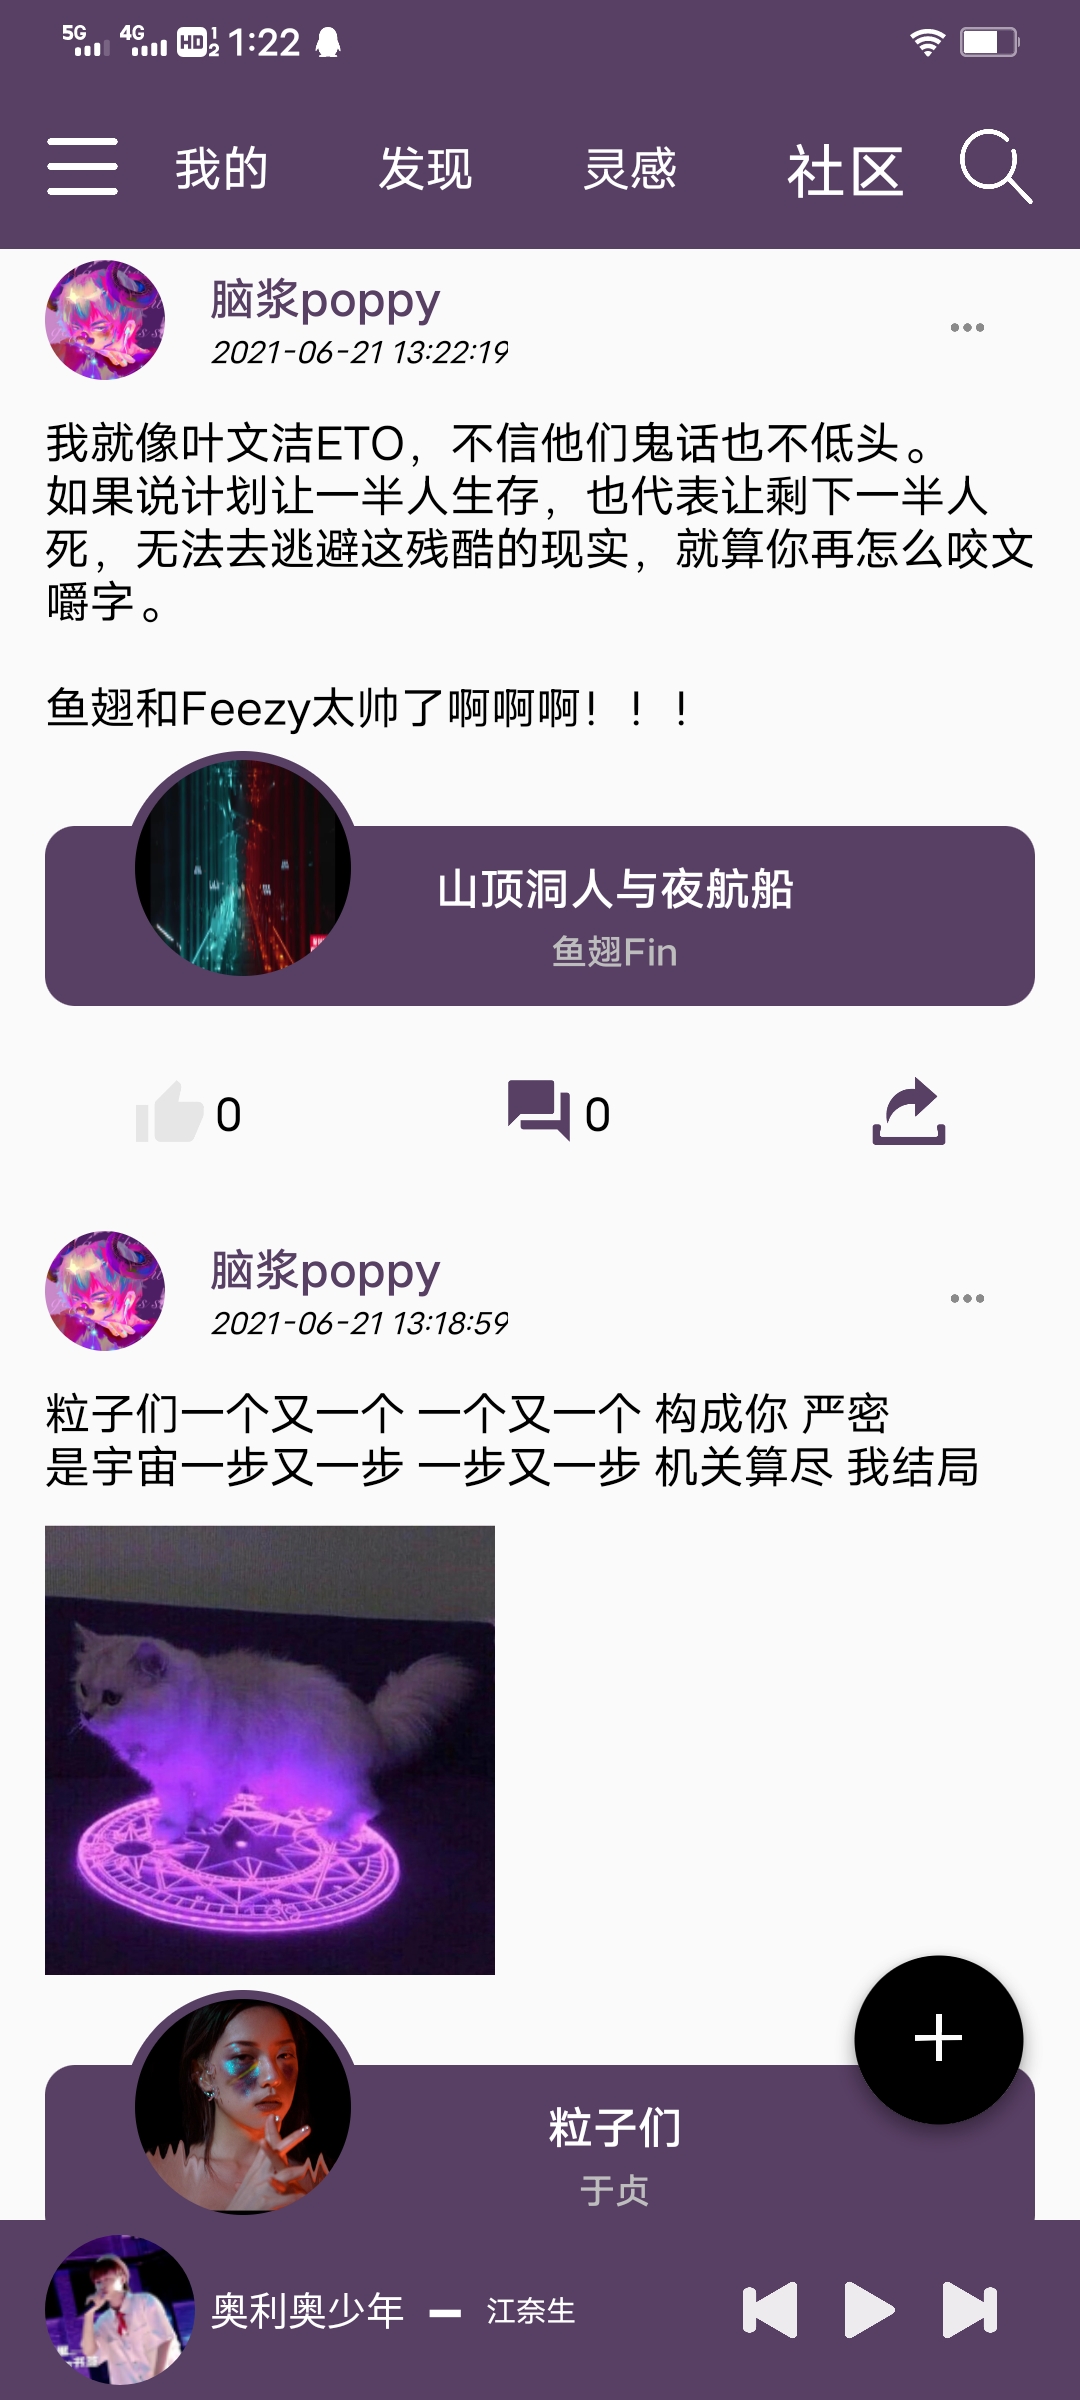 5G 4G HD 1 2 1:22
我的 发现 灵感 社区
脑浆poppy
2021-06-21 13:22:19
我就像叶文洁ETO，不信他们鬼话也不低头。
如果说计划让一半人生存，也代表让剩下一半人
死，无法去逃避这残酷的现实，就算你再怎么咬文
嚼字。
鱼翅和Feezy太帅了啊啊啊！！！
山顶洞人与夜航船
鱼翅Fin
0 0
脑浆poppy
2021-06-21 13:18:59
粒子们一个又一个 一个又一个 构成你 严密
是宇宙一步又一步 一步又一步 机关算尽 我结局
粒子们
于贞
奥利奥少年 — 江奈生